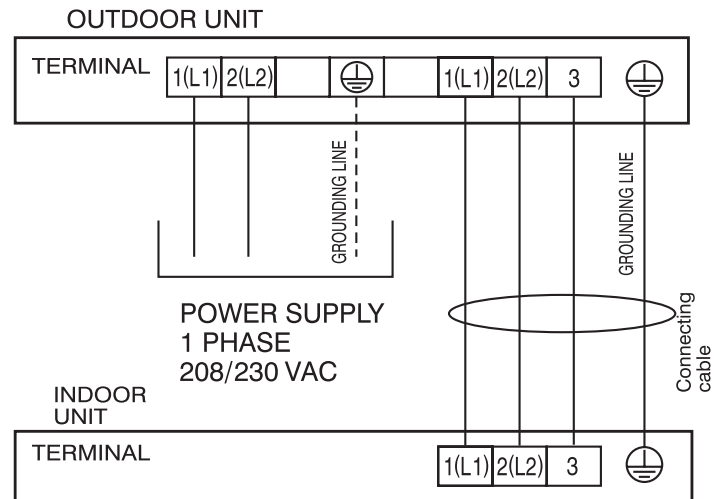 OUTDOOR UNIT
TERMINAL
1(L1) 2(L2) 1(L1) 2(L2) 3
GROUNDING LINE
GROUNDING LINE
POWER SUPPLY
1 PHASE
208/230 VAC
Connecting
cable
INDOOR
UNIT
TERMINAL
1(L1) 2(L2) 3